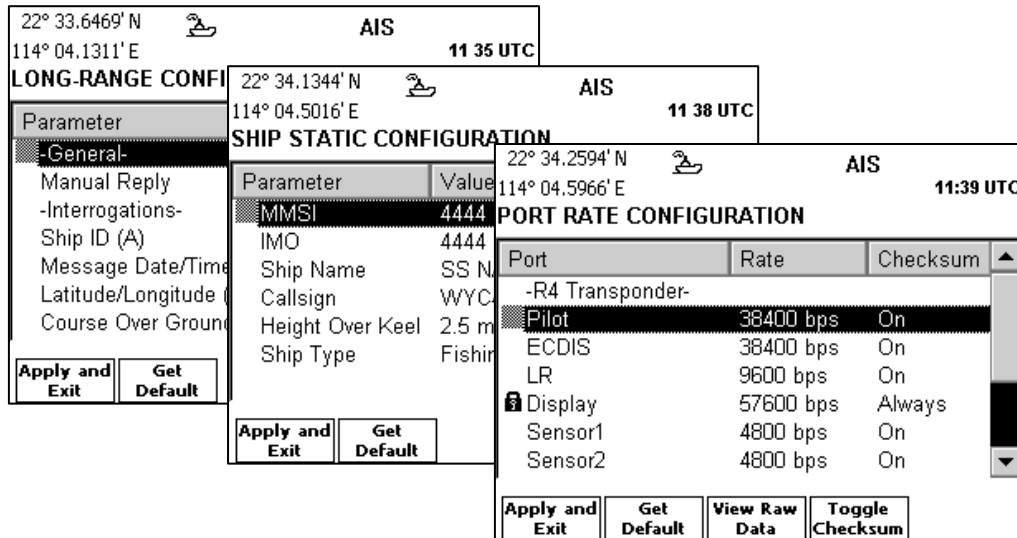 22° 33.6469' N
AIS
114° 04.1311' E
11 35 UTC
LONG-RANGE
Parameter
-General-
Manual Reply
-Interrogations-
Ship ID (A)
Message Date/Time
Latitude/Longitude
Course Over Ground
Apply and Exit
Get Default
22° 34.1344' N
AIS
114° 04.5016' E
11 38 UTC
SHIP STATIC CONFIGURATION
Parameter Value
MMSI 4444
IMO 4444
Ship Name SS
Callsign
Height Over Keel 2.5 m
Ship Type
Apply and Exit
Get Default
22° 34.2594' N
AIS
114° 04.5966' E
11:39 UTC
PORT RATE CONFIGURATION
Port Rate Checksum
-R4 Transponder-
Pilot 38400 bps On
ECDIS 38400 bps On
LR 9600 bps On
Display 57600 bps Always
Sensor1 4800 bps On
Sensor2 4800 bps On
Apply and Exit
Get Default
View Raw Data
Toggle Checksum